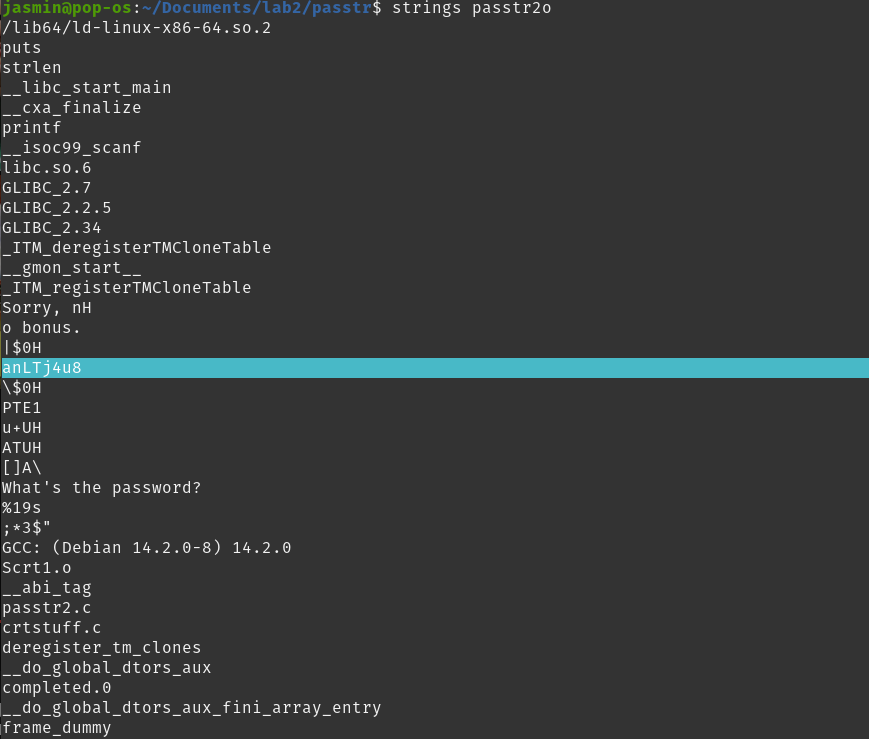 jasmin@pop-os:~/Documents/lab2/passtr$ strings passtr2o
/lib64/ld-linux-x86-64.so.2
puts
strlen
__libc_start_main
__cxa_finalize
printf
__isoc99_scanf
libc.so.6
GLIBC_2.7
GLIBC_2.2.5
GLIBC_2.34
_ITM_deregisterTMCloneTable
__gmon_start__
_ITM_registerTMCloneTable
Sorry, nH
o bonus.
|$0H
anLTj4u8
\$0H
PTE1
u+UH
ATUH
[]A\
What's the password?
%19s
;*3$"
GCC: (Debian 14.2.0-8) 14.2.0
Scrt1.o
__abi_tag
passtr2.c
crtstuff.c
deregister_tm_clones
__do_global_dtors_aux
completed.0
__do_global_dtors_aux_fini_array_entry
frame_dummy